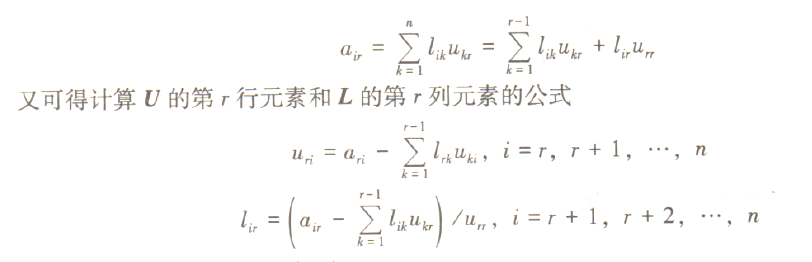 a_{ir} = \sum_{k=1}^{n} l_{ik}u_{kr} = \sum_{k=1}^{r-1} l_{ik}u_{kr} + l_{ir}u_{rr}
又可得计算 U 的第 r 行元素和 L 的第 r 列元素的公式
u_{ri} = a_{ri} - \sum_{k=1}^{r-1} l_{rk}u_{ki}, i = r, r + 1, ⋯, n
l_{ir} = \left( a_{ir} - \sum_{k=1}^{r-1} l_{ik}u_{kr} \right) / u_{rr}, i = r + 1, r + 2, ⋯, n